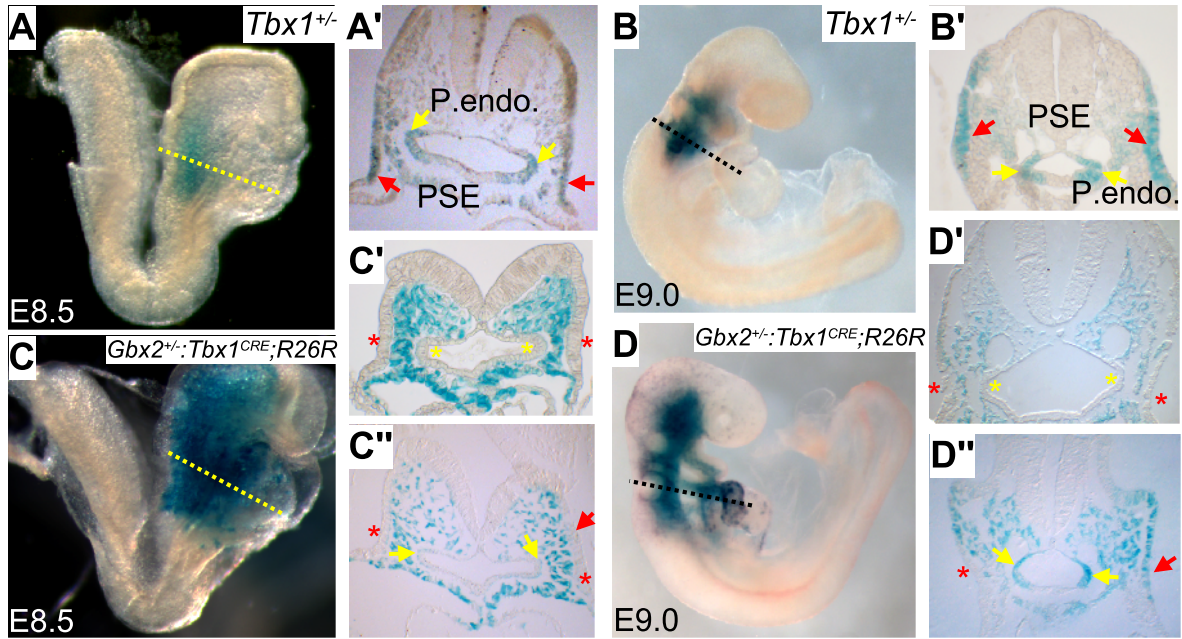 A
Tbx1+/-
E8.5
A'
P.endo.
PSE
B
Tbx1+/-
E9.0
B'
PSE
P.endo.
C
Gbx2+/-:Tbx1CRE;R26R
E8.5
C'
*
*
*
*
C"
*
*
D
Gbx2+/-:Tbx1CRE;R26R
E9.0
D'
*
*
*
*
D"
*